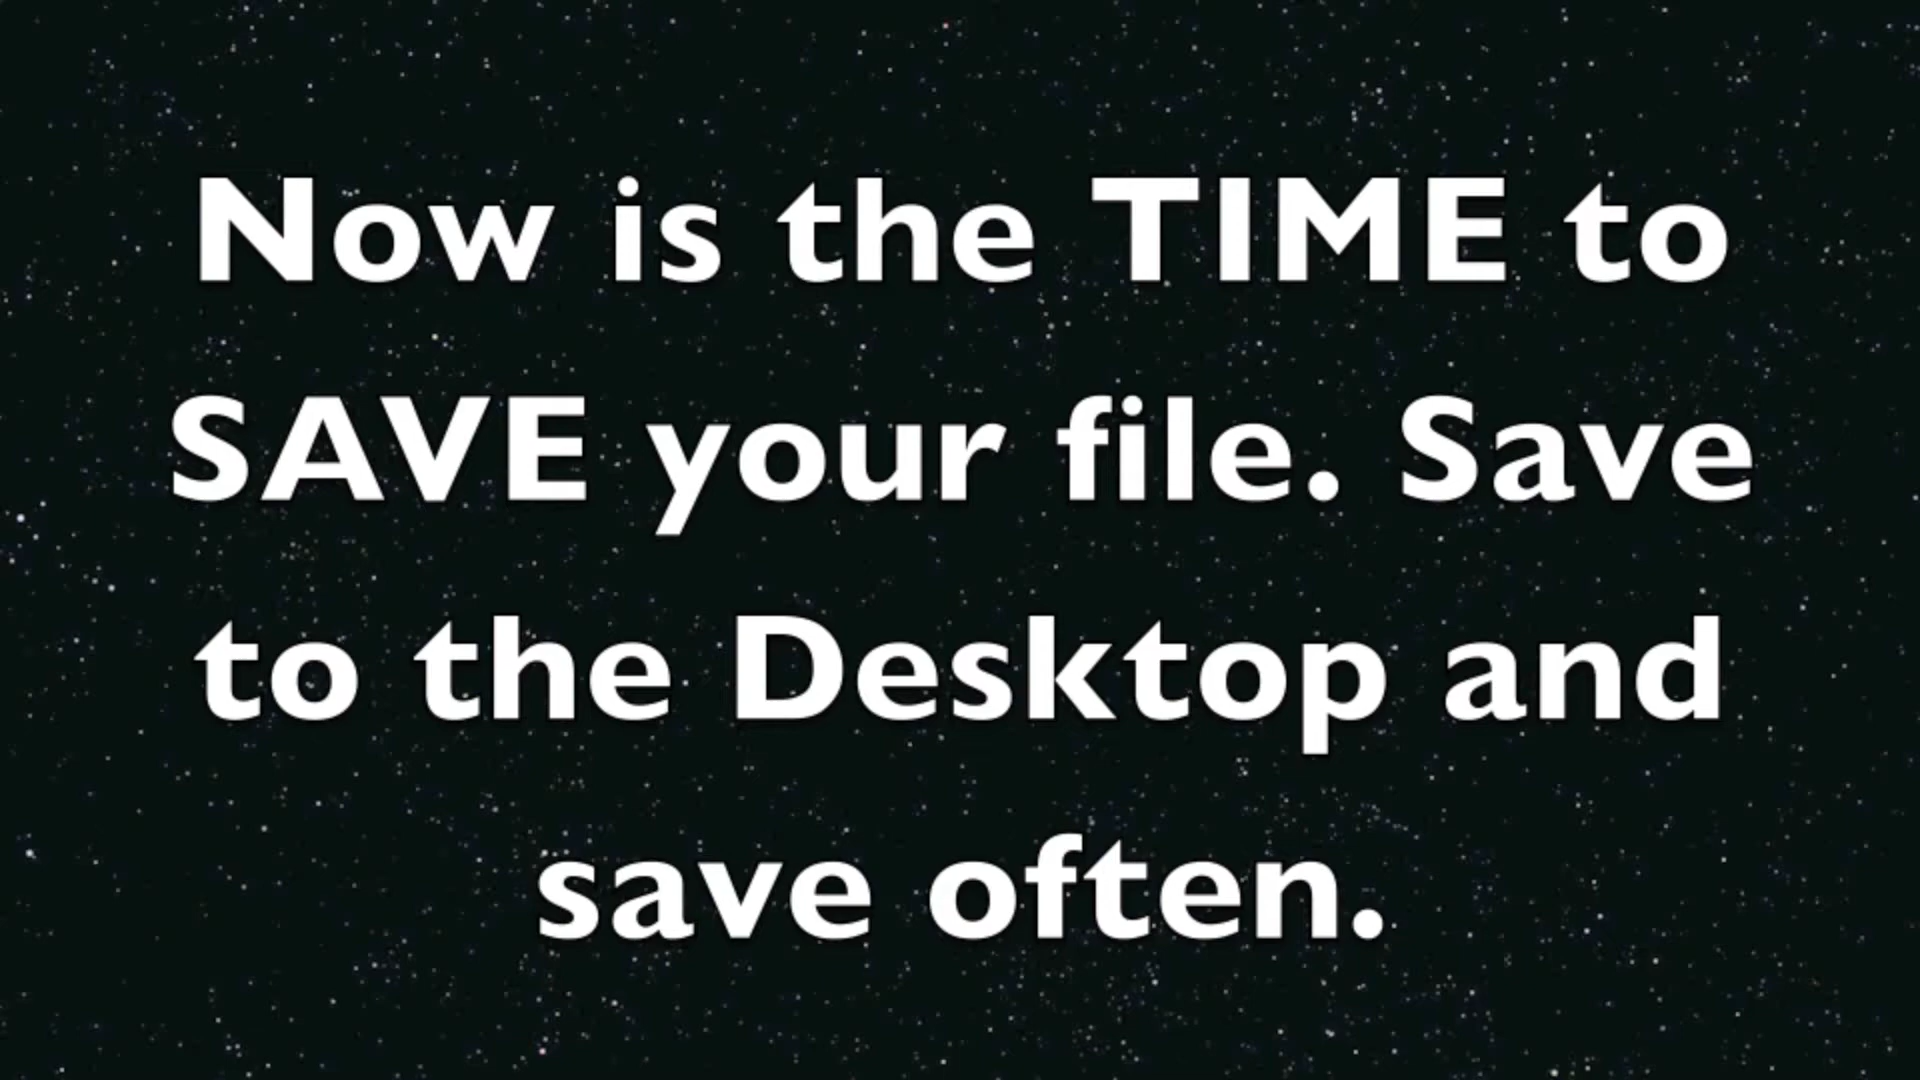 Now is the TIME to
SAVE your file. Save
to the Desktop and
save often.